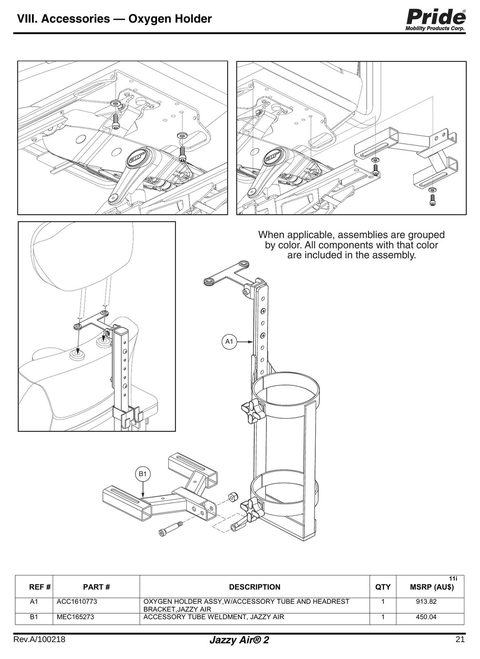 VIII. Accessories — Oxygen Holder
Pride®
Mobility Products Corp.
When applicable, assemblies are grouped
by color. All components with that color
are included in the assembly.
A1
B1
11i
REF # PART # DESCRIPTION QTY MSRP (AU$)
A1 ACC1610773 OXYGEN HOLDER ASSY,W/ACCESSORY TUBE AND HEADREST 1 913.82
BRACKET,JAZZY AIR
B1 MEC165273 ACCESSORY TUBE WELDMENT, JAZZY AIR 1 450.04
Rev.A/100218 Jazzy Air® 2 21